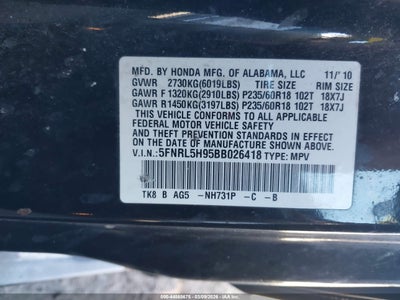 MFD. BY HONDA MFG. OF ALABAMA, LLC 11/'10
GVWR 2730KG(6019LBS) TIRE SIZE RIM SIZE
GAWR F 1320KG(2910LBS) P235/60R18 102T 18X7J
GAWR R 1450KG(3197LBS) P235/60R18 102T 18X7J
THIS VEHICLE CONFORMS TO ALL APPLICABLE
FEDERAL MOTOR VEHICLE SAFETY AND THEFT
PREVENTION STANDARDS IN EFFECT ON THE
DATE OF MANUFACTURE SHOWN ABOVE.
V.I.N.: 5FNRL5H95BB026418 TYPE: MPV
TK8 B AG5 -NH731P -C -B